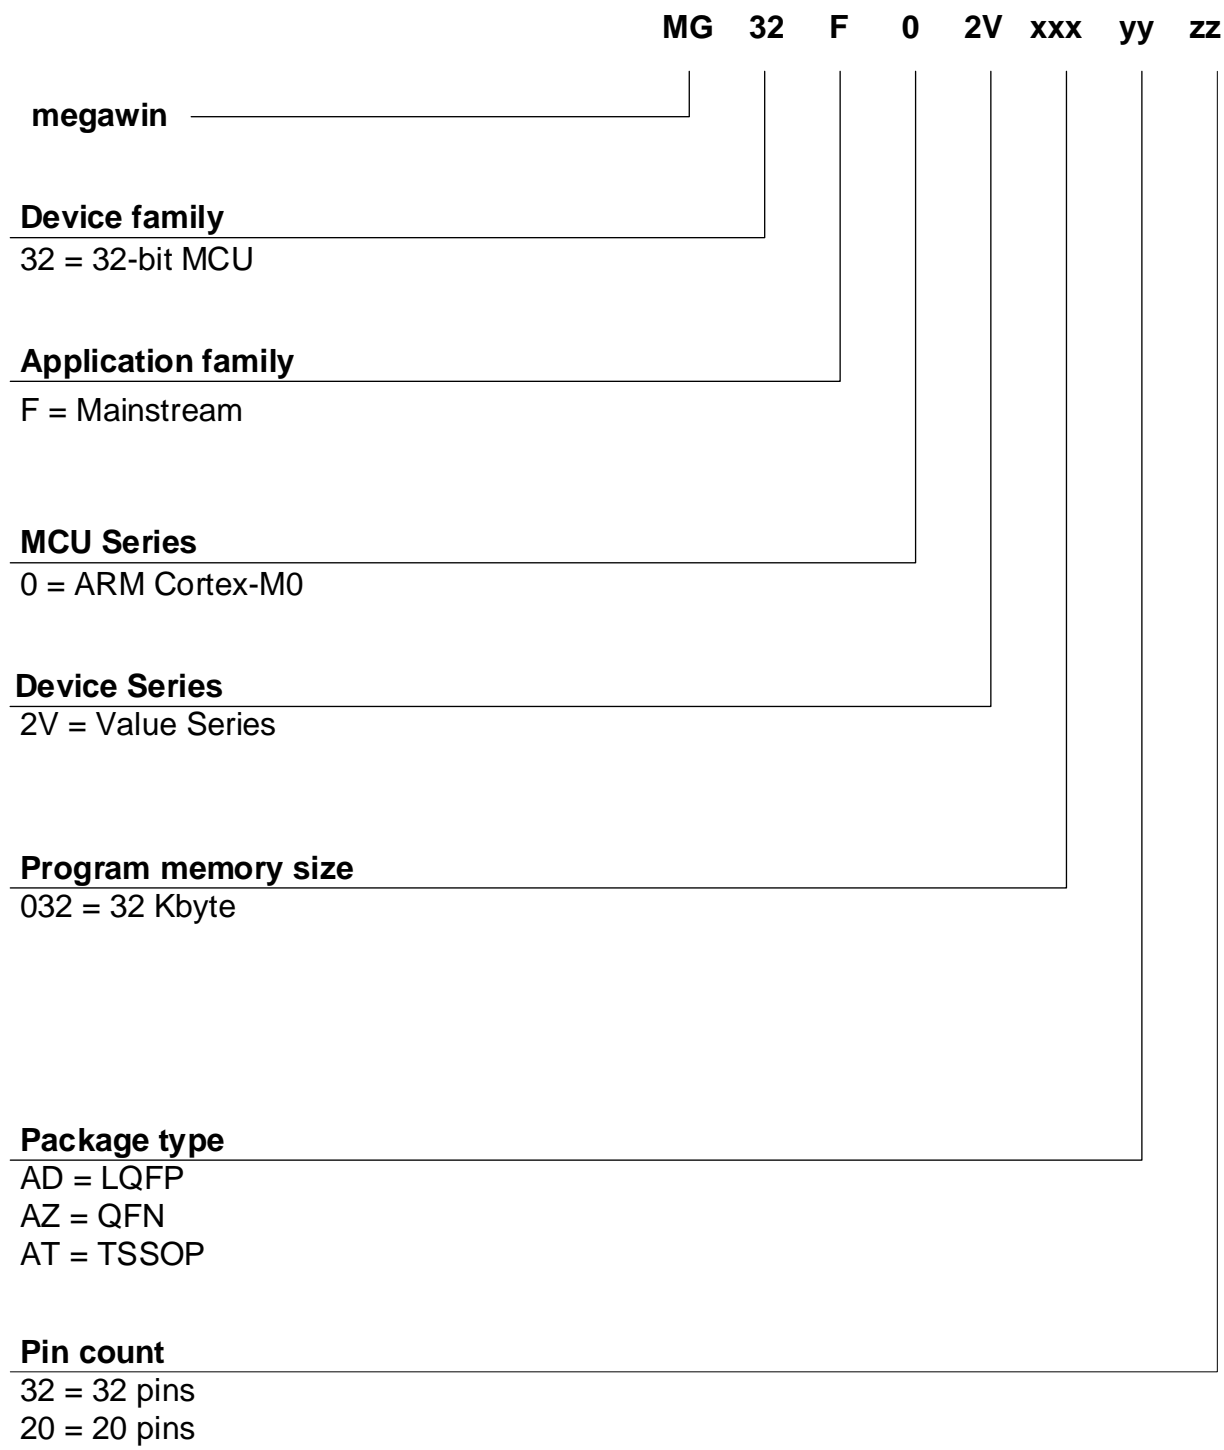 MG 32 F 0 2V xxx yy zz
megawin
Device family
32 = 32-bit MCU
Application family
F = Mainstream
MCU Series
0 = ARM Cortex-M0
Device Series
2V = Value Series
Program memory size
032 = 32 Kbyte
Package type
AD = LQFP
AZ = QFN
AT = TSSOP
Pin count
32 = 32 pins
20 = 20 pins